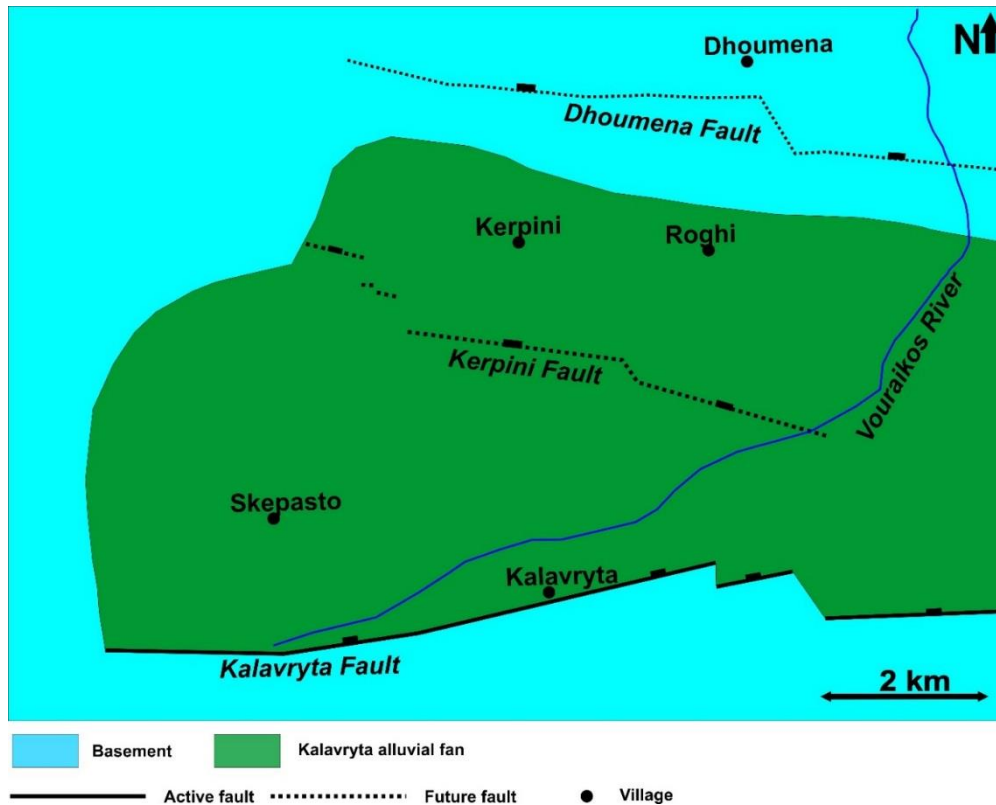 Dhoumena
N
Dhoumena Fault
Kerpini
Roghi
Vouraikos River
Kerpini Fault
Skepasto
Kalavryta
Kalavryta Fault
2 km
Basement
Kalavryta alluvial fan
Active fault
Future fault
Village